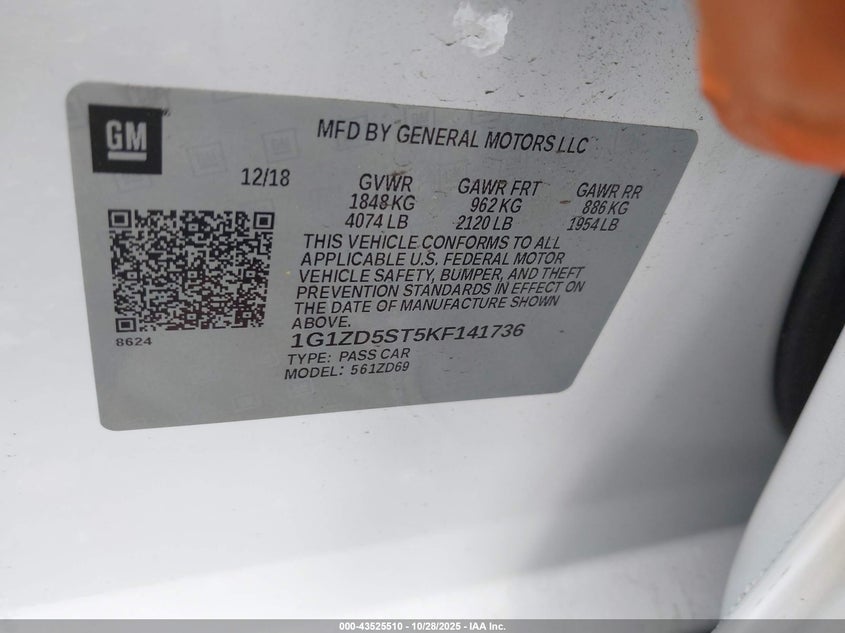 GM
MFD BY GENERAL MOTORS LLC
12/18
GVWR GAWR FRT GAWR RR
1848 KG 962 KG 886 KG
4074 LB 2120 LB 1954 LB
THIS VEHICLE CONFORMS TO ALL
APPLICABLE U.S. FEDERAL MOTOR
VEHICLE SAFETY, BUMPER, AND THEFT
PREVENTION STANDARDS IN EFFECT ON
THE DATE OF MANUFACTURE SHOWN
ABOVE.
8624
1G1ZD5ST5KF141736
TYPE: PASS CAR
MODEL: 561ZD69
000-43525510 | 10/28/2025 - IAA Inc.